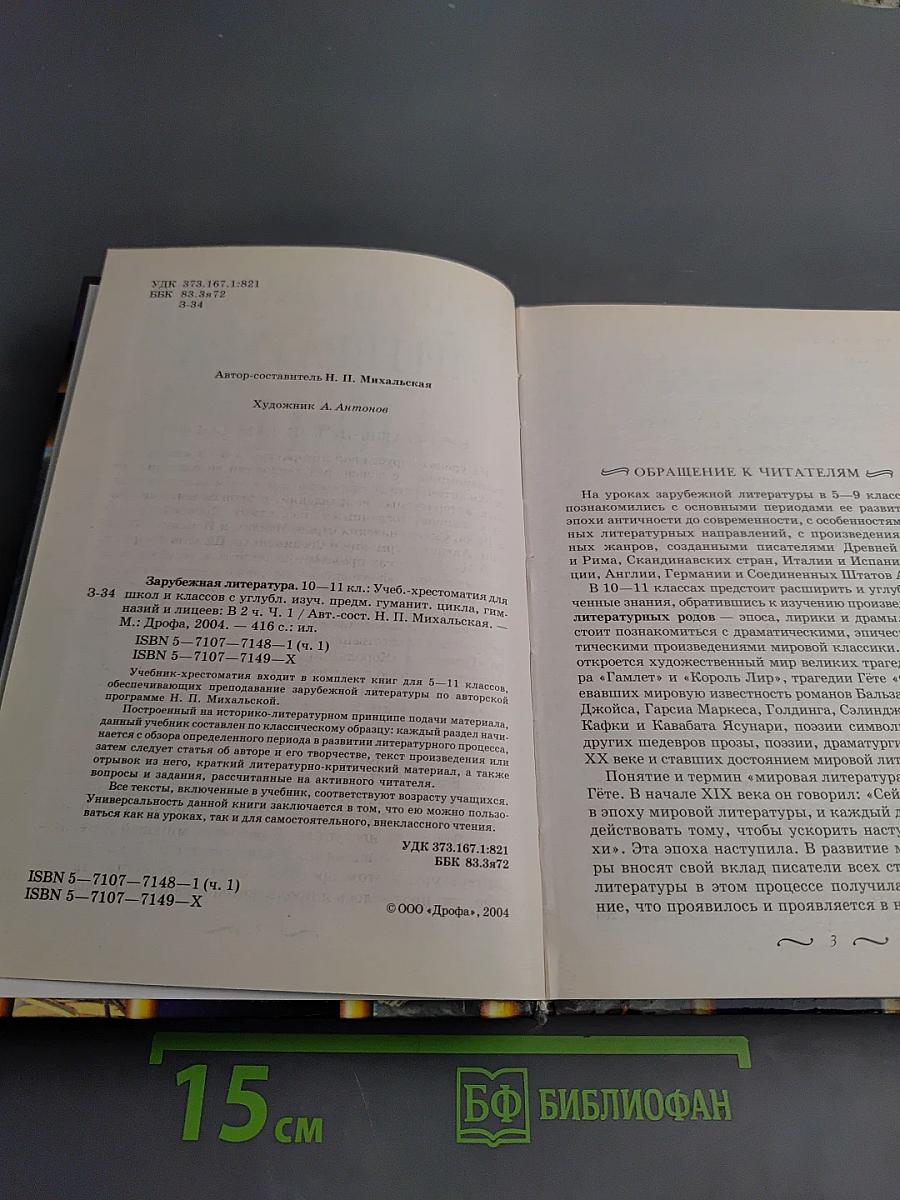 УДК 373.167.1:821
ББК 83.3я72
З-34
Автор-составитель Н. П. Михальская
Художник А. Антонов
Зарубежная литература. 10—11 кл.: Учеб.-хрестоматия для
З-34 школ и классов с углубл. изуч. предм. гуманит. цикла, гим-
назий и лицеев: В 2 ч. Ч. 1 / Авт.-сост. Н. П. Михальская. —
М.: Дрофа, 2004. — 416 с.: ил.
ISBN 5—7107—7148—1 (ч. 1)
ISBN 5—7107—7149—X
Учебник-хрестоматия входит в комплект книг для 5—11 классов,
обеспечивающих преподавание зарубежной литературы по авторской
программе Н. П. Михальской.
Построенный на историко-литературном принципе подачи материала,
данный учебник составлен по классическому образцу: каждый раздел начи-
нается с обзора определенного периода в развитии литературного процесса,
затем следует статья об авторе и его творчестве, текст произведения или
отрывок из него, краткий литературно-критический материал, а также
вопросы и задания, рассчитанные на активного читателя.
Все тексты, включенные в учебник, соответствуют возрасту учащихся.
Универсальность данной книги заключается в том, что ею можно пользо-
ваться как на уроках, так и для самостоятельного, внеклассного чтения.
УДК 373.167.1:821
ББК 83.3я72
ISBN 5—7107—7148—1 (ч. 1)
ISBN 5—7107—7149—X
© ООО «Дрофа», 2004
ОБРАЩЕНИЕ К ЧИТАТЕЛЯМ
На уроках зарубежной литературы в 5—9 класс
познакомились с основными периодами ее развит
эпохи античности до современности, с особенностям
ных литературных направлений, с произведения
ных жанров, созданными писателями Древней
и Рима, Скандинавских стран, Италии и Испани
ции, Англии, Германии и Соединенных Штатов А
В 10—11 классах предстоит расширить и углуб
ченные знания, обратившись к изучению произве
литературных родов — эпоса, лирики и драмы.
стоит познакомиться с драматическими, эпичес
тическими произведениями мировой классики.
откроется художественный мир великих трагед
ра «Гамлет» и «Король Лир», трагедии Гёте «
евавших мировую известность романов Бальза
Джойса, Гарсиа Маркеса, Голдинга, Сэлиндж
Кафки и Кавабата Ясунари, поэзии символ
других шедевров прозы, поэзии, драматурги
XX веке и ставших достоянием мировой лит
Понятие и термин «мировая литература
Гёте. В начале XIX века он говорил: «Сей
в эпоху мировой литературы, и каждый д
действовать тому, чтобы ускорить насту
хи». Эта эпоха наступила. В развитие м
ры вносят свой вклад писатели всех ст
литературы в этом процессе получила
ние, что проявилось и проявляется в н
3
15 см
БФ БИБЛИОФАН